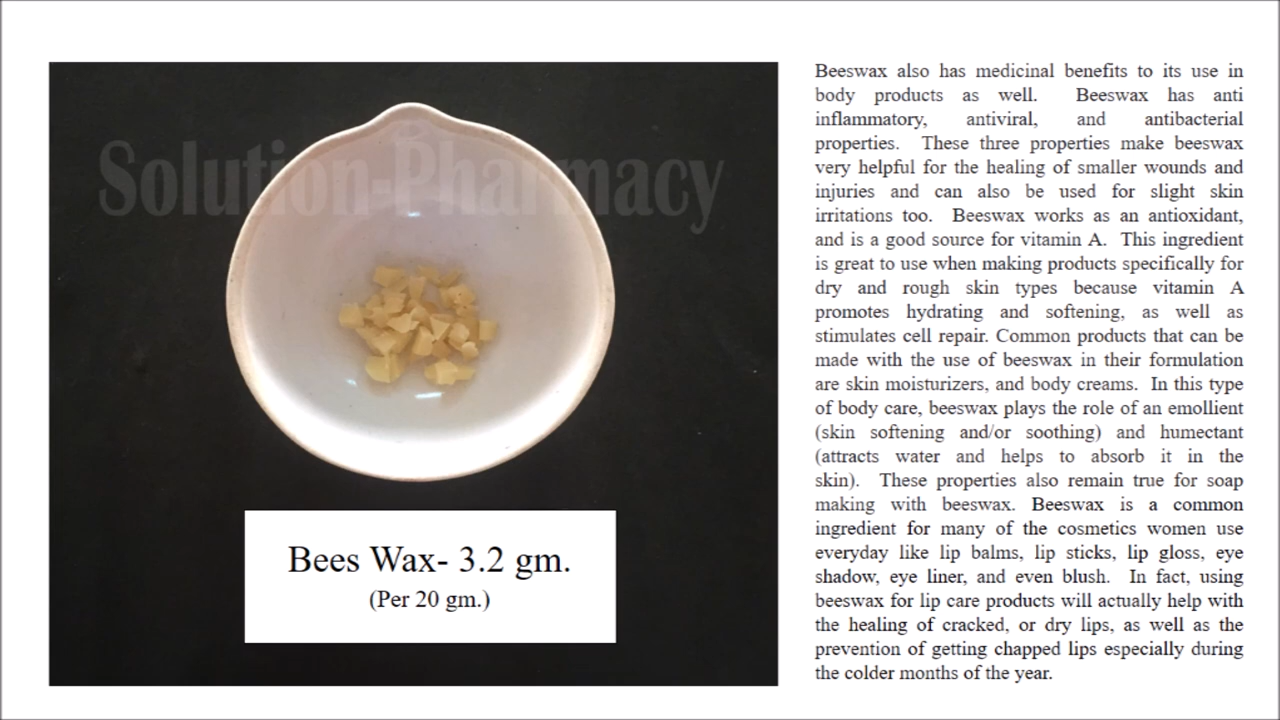 Solution-Pharmacy
Bees Wax- 3.2 gm.
(Per 20 gm.)
Beeswax also has medicinal benefits to its use in
body products as well. Beeswax has anti
inflammatory, antiviral, and antibacterial
properties. These three properties make beeswax
very helpful for the healing of smaller wounds and
injuries and can also be used for slight skin
irritations too. Beeswax works as an antioxidant,
and is a good source for vitamin A. This ingredient
is great to use when making products specifically for
dry and rough skin types because vitamin A
promotes hydrating and softening, as well as
stimulates cell repair. Common products that can be
made with the use of beeswax in their formulation
are skin moisturizers, and body creams. In this type
of body care, beeswax plays the role of an emollient
(skin softening and/or soothing) and humectant
(attracts water and helps to absorb it in the
skin). These properties also remain true for soap
making with beeswax. Beeswax is a common
ingredient for many of the cosmetics women use
everyday like lip balms, lip sticks, lip gloss, eye
shadow, eye liner, and even blush. In fact, using
beeswax for lip care products will actually help with
the healing of cracked, or dry lips, as well as the
prevention of getting chapped lips especially during
the colder months of the year.